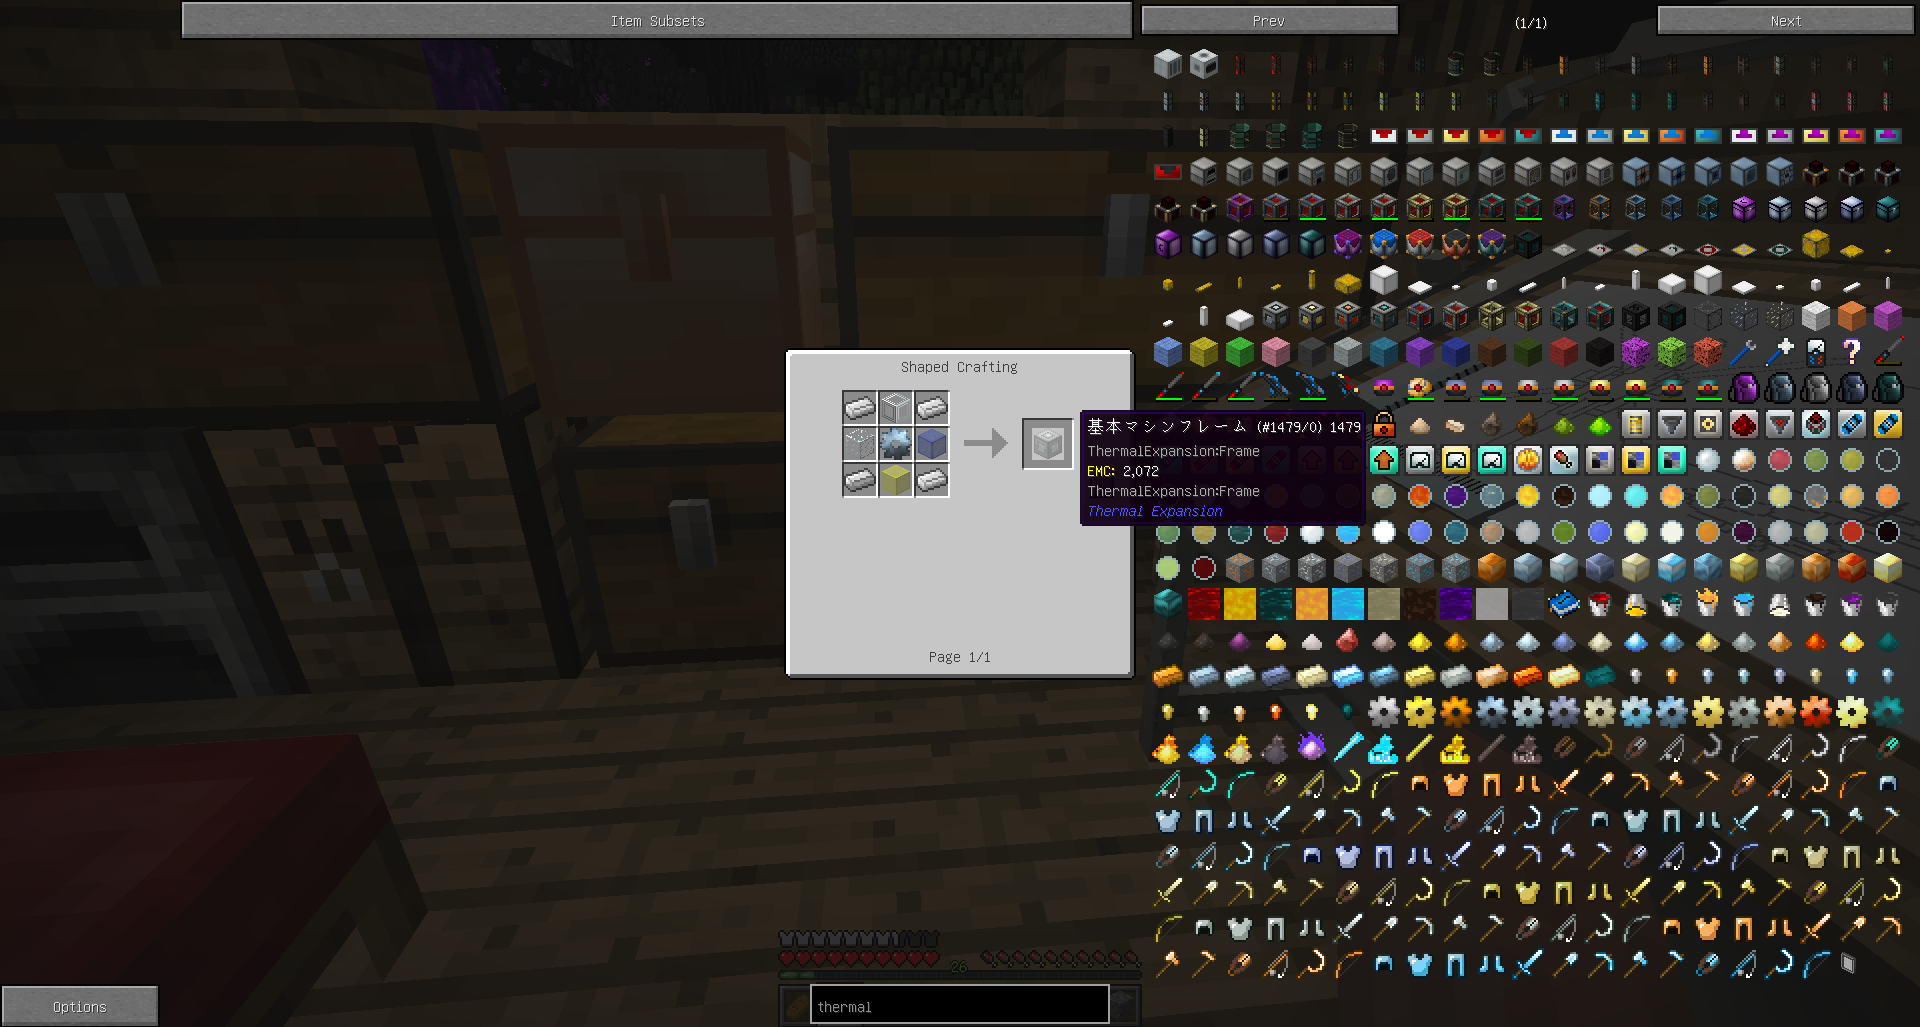 Item Subsets
Prev
(1/1)
Next
Shaped Crafting
基本マシンフレーム (#1479/0) 1479
ThermalExpansion:Frame
EMC: 2,072
ThermalExpansion:Frame
Thermal Expansion
Page 1/1
26
Options
thermal